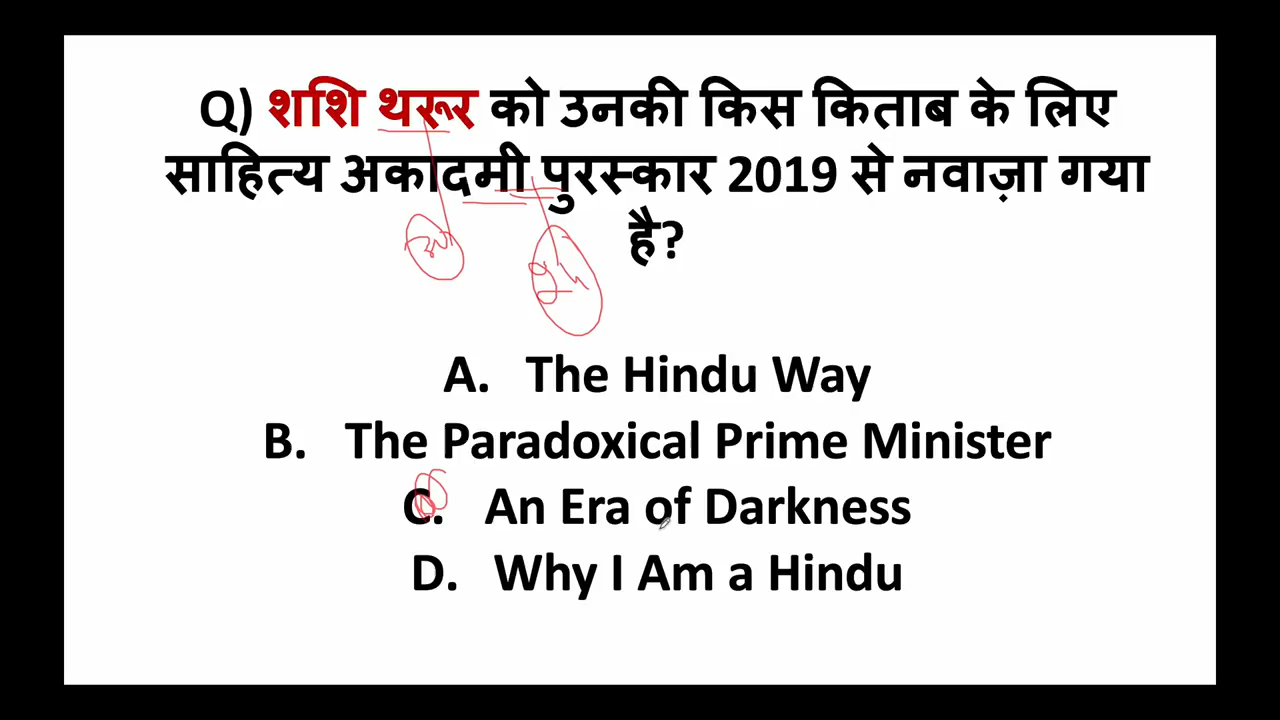 Q) शशि थरूर को उनकी किस किताब के लिए
साहित्य अकादमी पुरस्कार 2019 से नवाज़ा गया
है?
A. The Hindu Way
B. The Paradoxical Prime Minister
C. An Era of Darkness
D. Why I Am a Hindu